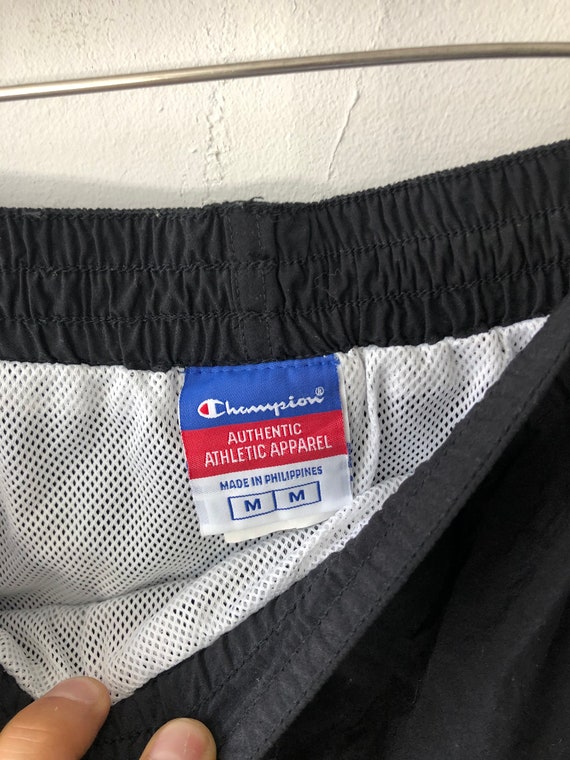 Champion®
AUTHENTIC
ATHLETIC APPAREL
MADE IN PHILIPPINES
M M